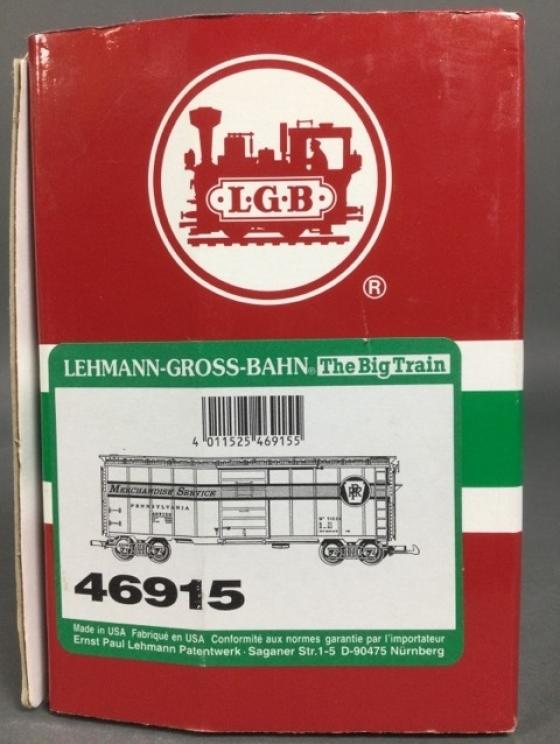 L·G·B
®
LEHMANN-GROSS-BAHN® The Big Train
4 011525 469155
MERCHANDISE SERVICE
PENNSYLVANIA
46915
Made in USA Fabriqué en USA Conformité aux normes garantie par l'importateur
Ernst Paul Lehmann Patentwerk · Saganer Str.1-5 D-90475 Nürnberg